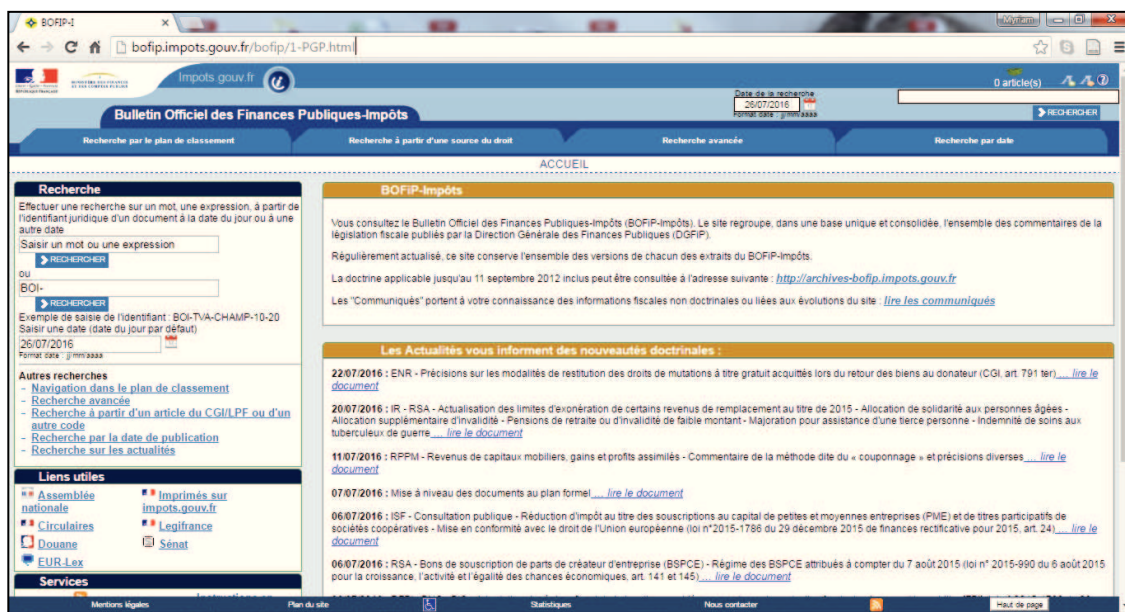 BOFIP-I
Myriam
bofip.impots.gouv.fr/bofip/1-PGP.html
Impots.gouv.fr
0 article(s)
Bulletin Officiel des Finances Publiques-Impôts
Date de la recherche
26/07/2016
Format date : jj/mm/aaaa
RECHERCHER
Recherche par le plan de classement
Recherche à partir d'une source du droit
Recherche avancée
Recherche par date
ACCUEIL
Recherche
Effectuer une recherche sur un mot, une expression, à partir de
l'identifiant juridique d'un document à la date du jour ou à une
autre date
Saisir un mot ou une expression
RECHERCHER
ou
BOI-
RECHERCHER
Exemple de saisie de l'identifiant : BOI-TVA-CHAMP-10-20
Saisir une date (date du jour par défaut)
26/07/2016
Format date : jj/mm/aaaa
Autres recherches
- Navigation dans le plan de classement
- Recherche avancée
- Recherche à partir d'un article du CGI/LPF ou d'un
autre code
- Recherche par la date de publication
- Recherche sur les actualités
Liens utiles
Assemblée
nationale
Imprimés sur
impots.gouv.fr
Circulaires
Legifrance
Douane
Sénat
EUR-Lex
Services
BOFiP-Impôts
Vous consultez le Bulletin Officiel des Finances Publiques-Impôts (BOFiP-Impôts). Le site regroupe, dans une base unique et consolidée, l'ensemble des commentaires de la
législation fiscale publiés par la Direction Générale des Finances Publiques (DGFiP).
Régulièrement actualisé, ce site conserve l'ensemble des versions de chacun des extraits du BOFiP-Impôts.
La doctrine applicable jusqu'au 11 septembre 2012 inclus peut être consultée à l'adresse suivante : http://archives-bofip.impots.gouv.fr
Les "Communiqués" portent à votre connaissance des informations fiscales non doctrinales ou liées aux évolutions du site : lire les communiqués
Les Actualités vous informent des nouveautés doctrinales :
22/07/2016 : ENR - Précisions sur les modalités de restitution des droits de mutations à titre gratuit acquittés lors du retour des biens au donateur (CGI, art. 791 ter) ... lire le
document
20/07/2016 : IR - RSA - Actualisation des limites d'exonération de certains revenus de remplacement au titre de 2015 - Allocation de solidarité aux personnes âgées -
Allocation supplémentaire d'invalidité - Pensions de retraite ou d'invalidité de faible montant - Majoration pour assistance d'une tierce personne - Indemnité de soins aux
tuberculeux de guerre ... lire le document
11/07/2016 : RPPM - Revenus de capitaux mobiliers, gains et profits assimilés - Commentaire de la méthode dite du « couponnage » et précisions diverses ... lire le
document
07/07/2016 : Mise à niveau des documents au plan formel ... lire le document
06/07/2016 : ISF - Consultation publique - Réduction d'impôt au titre des souscriptions au capital de petites et moyennes entreprises (PME) et de titres participatifs de
sociétés coopératives - Mise en conformité avec le droit de l'Union européenne (loi n°2015-1786 du 29 décembre 2015 de finances rectificative pour 2015, art. 24) ... lire le
document
06/07/2016 : RSA - Bons de souscription de parts de créateur d'entreprise (BSPCE) - Régime des BSPCE attribués à compter du 7 août 2015 (loi n° 2015-990 du 6 août 2015
pour la croissance, l'activité et l'égalité des chances économiques, art. 141 et 145) ... lire le document
Mentions légales
Plan du site
Statistiques
Nous contacter
Haut de page